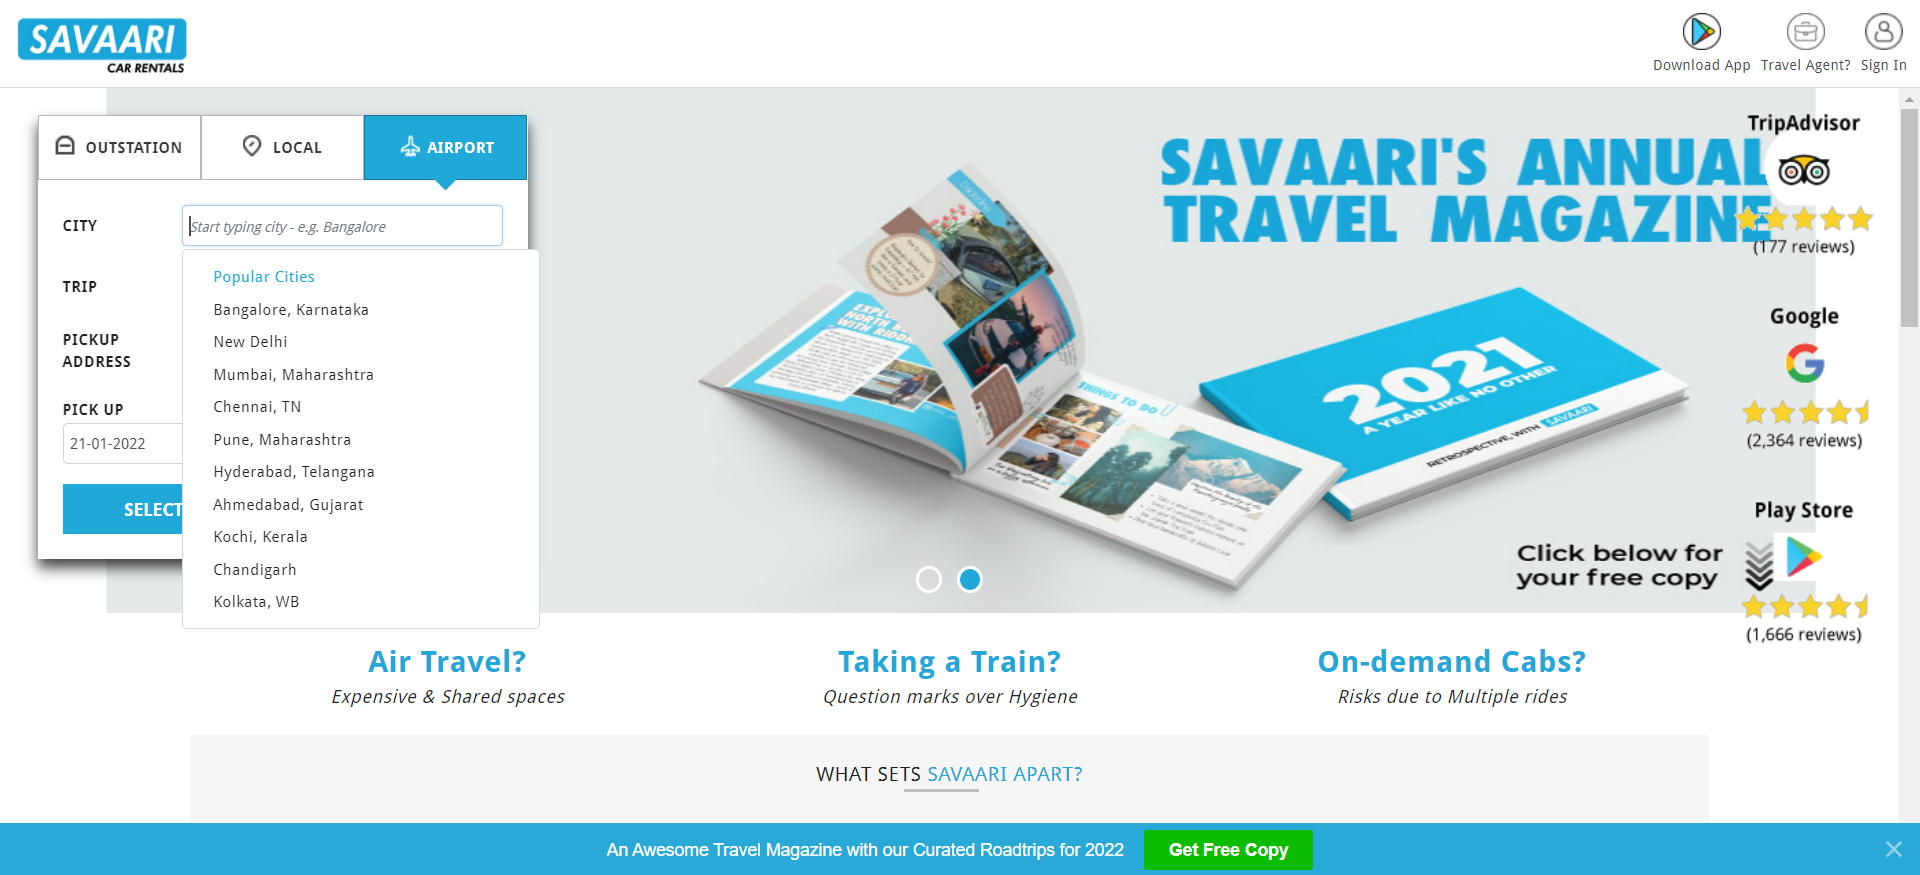 SAVAARI
CAR RENTALS
Download App
Travel Agent?
Sign In
OUTSTATION
LOCAL
AIRPORT
CITY
Start typing city - e.g. Bangalore
TRIP
PICKUP
ADDRESS
PICK UP
21-01-2022
SELECT
Popular Cities
Bangalore, Karnataka
New Delhi
Mumbai, Maharashtra
Chennai, TN
Pune, Maharashtra
Hyderabad, Telangana
Ahmedabad, Gujarat
Kochi, Kerala
Chandigarh
Kolkata, WB
SAVAARI'S ANNUAL
TRAVEL MAGAZINE
THINGS TO DO
2021
A YEAR LIKE NO OTHER
RETROSPECTIVE, WITH SAVAARI
Click below for
your free copy
TripAdvisor
(177 reviews)
Google
(2,364 reviews)
Play Store
(1,666 reviews)
Air Travel?
Expensive & Shared spaces
Taking a Train?
Question marks over Hygiene
On-demand Cabs?
Risks due to Multiple rides
WHAT SETS SAVAARI APART?
An Awesome Travel Magazine with our Curated Roadtrips for 2022
Get Free Copy